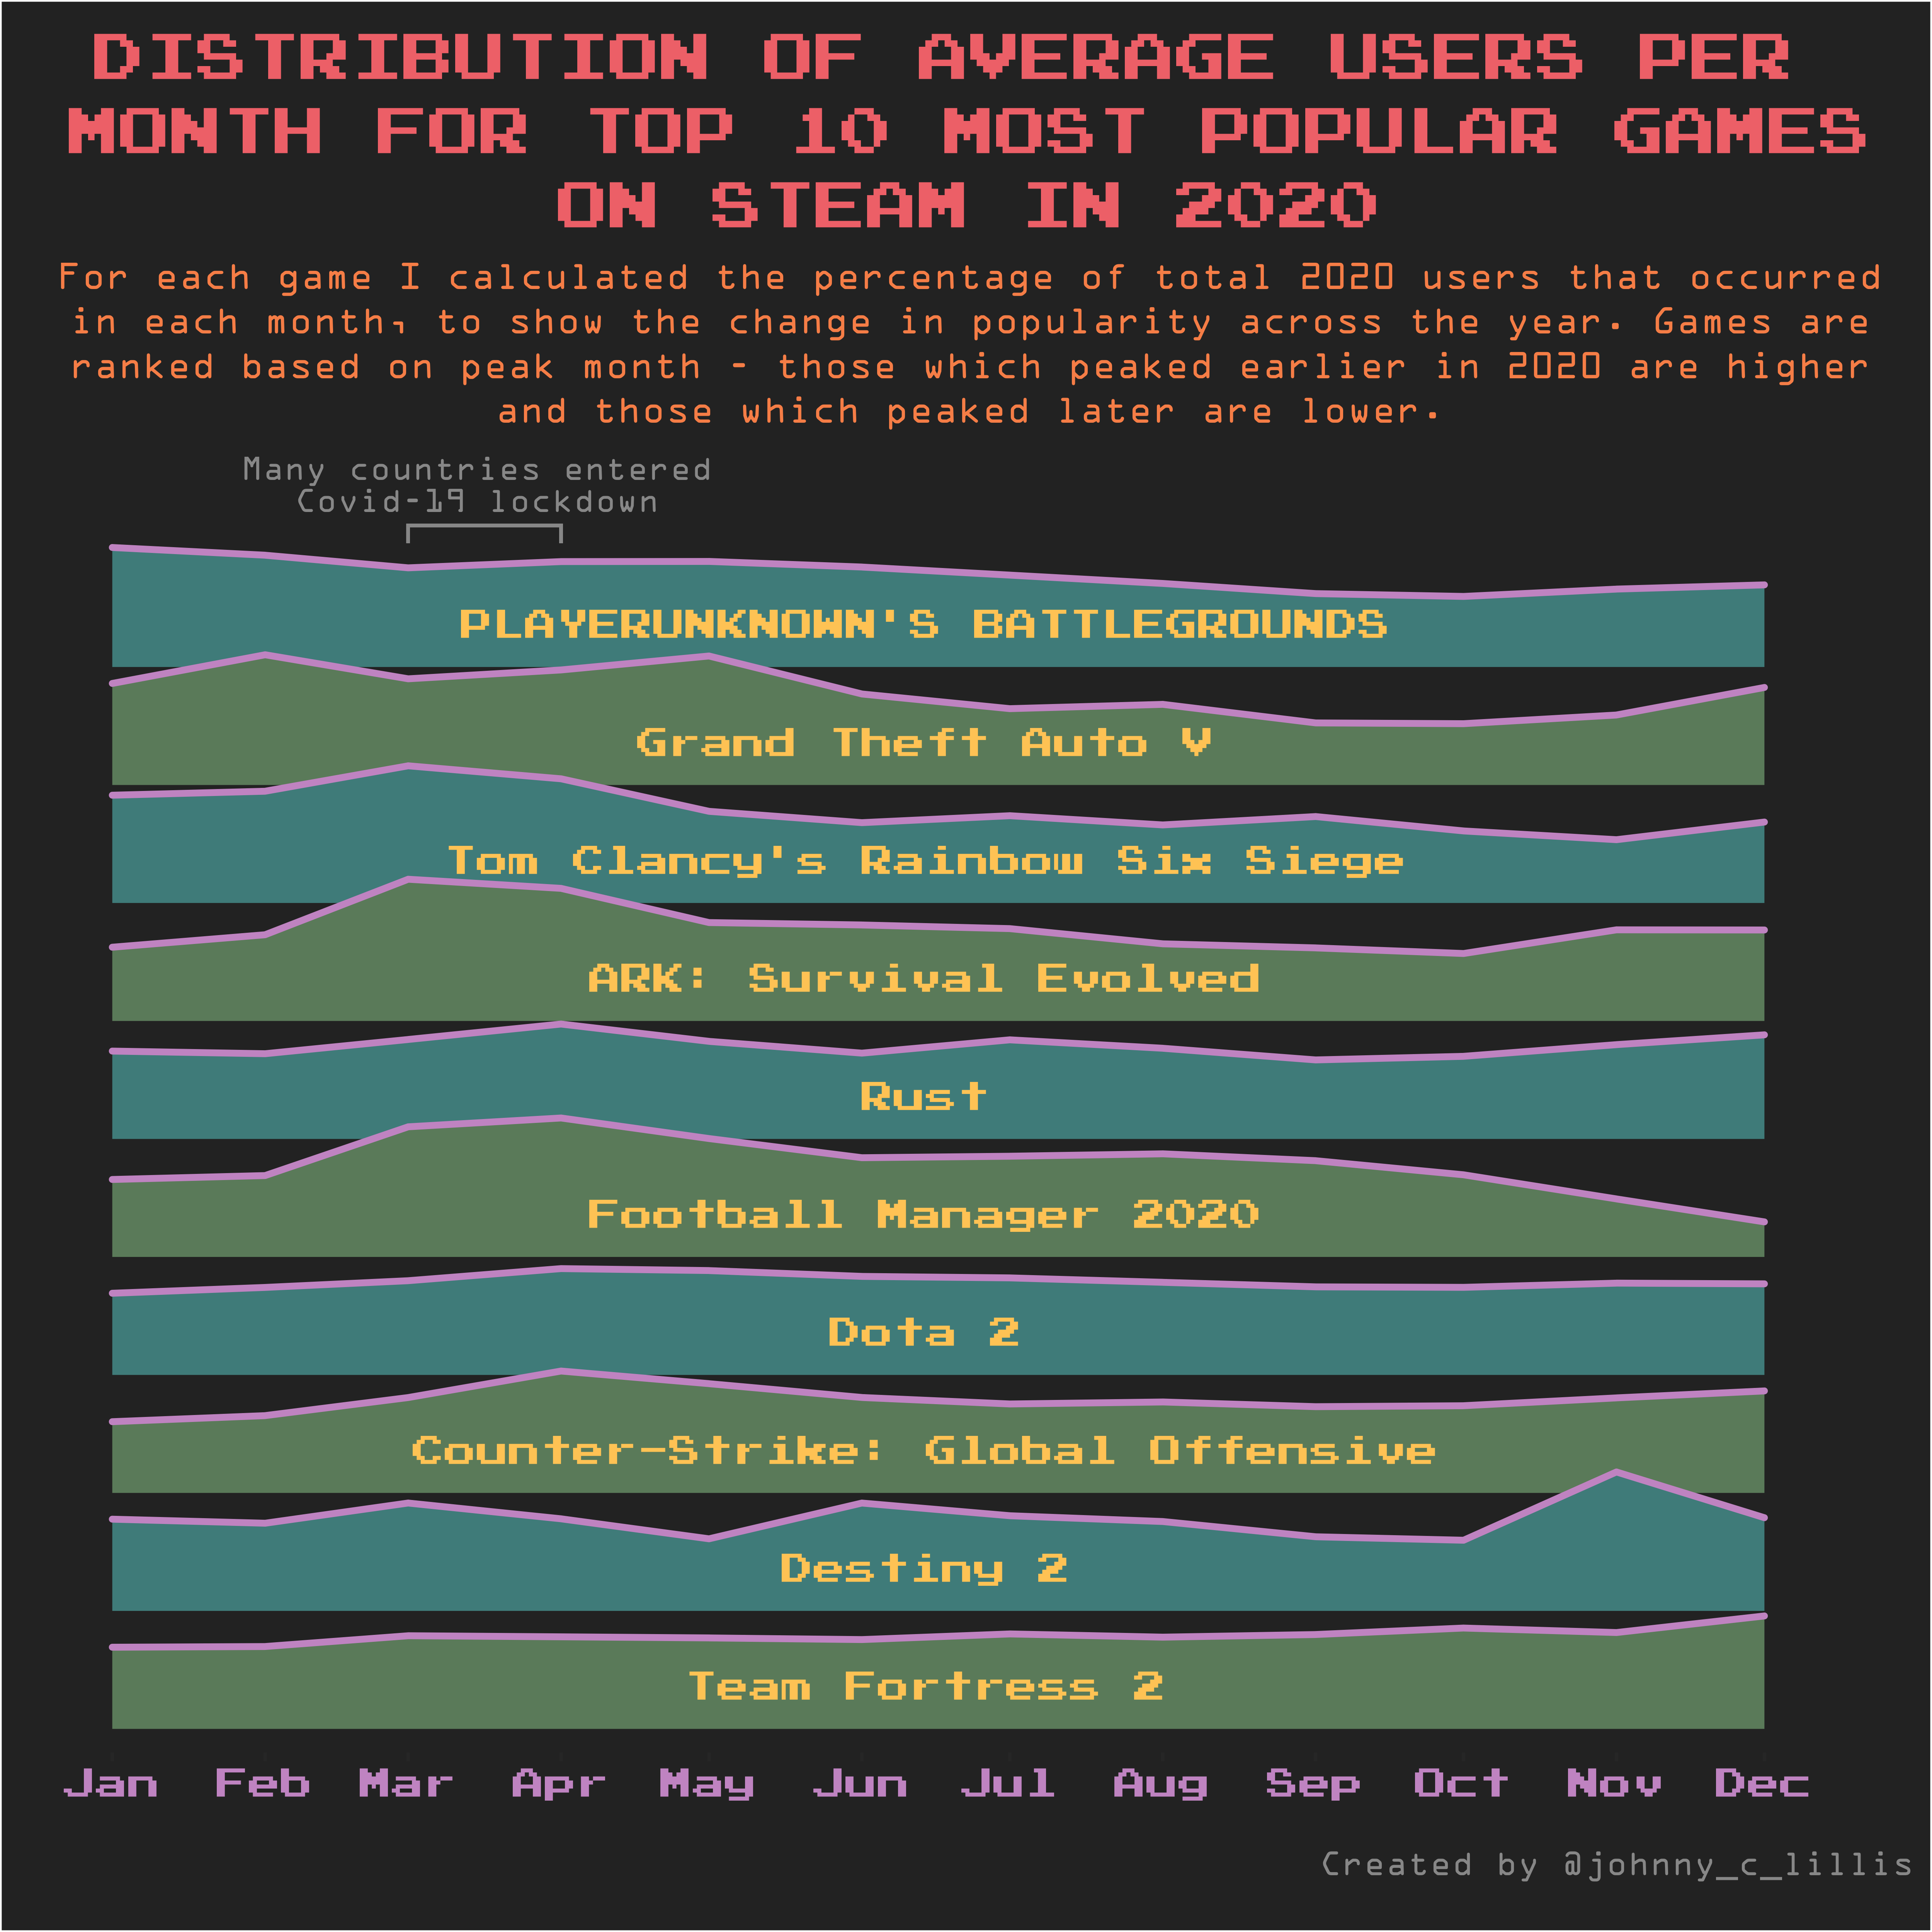 DISTRIBUTION OF AVERAGE USERS PER
MONTH FOR TOP 10 MOST POPULAR GAMES
ON STEAM IN 2020
For each game I calculated the percentage of total 2020 users that occurred
in each month, to show the change in popularity across the year. Games are
ranked based on peak month - those which peaked earlier in 2020 are higher
and those which peaked later are lower.
Many countries entered
Covid-19 lockdown
PLAYERUNKNOWN'S BATTLEGROUNDS
Grand Theft Auto V
Tom Clancy's Rainbow Six Siege
ARK: Survival Evolved
Rust
Football Manager 2020
Dota 2
Counter-Strike: Global Offensive
Destiny 2
Team Fortress 2
Jan Feb Mar Apr May Jun Jul Aug Sep Oct Nov Dec
Created by @johnny_c_lillis